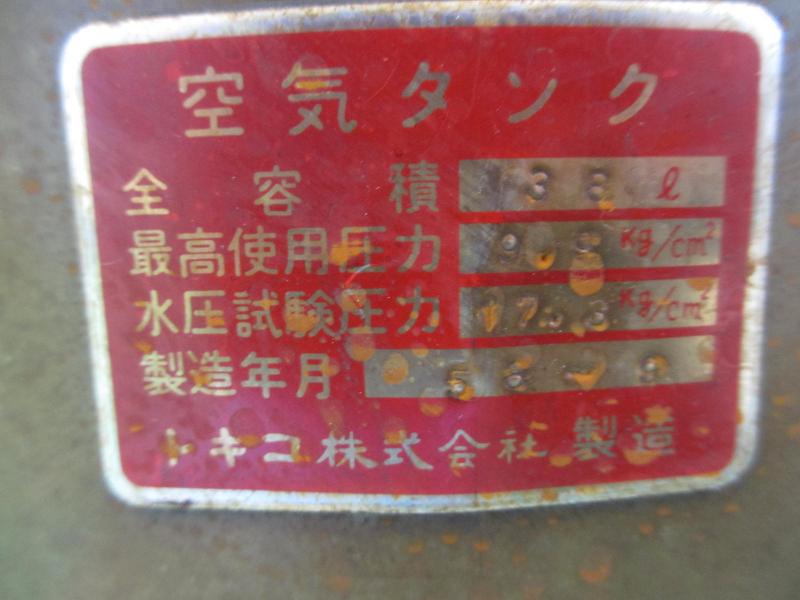 空気タンク
全容積 38 ℓ
最高使用圧力 kg/cm²
水圧試験圧力 kg/cm²
製造年月
トキコ株式会社 製造